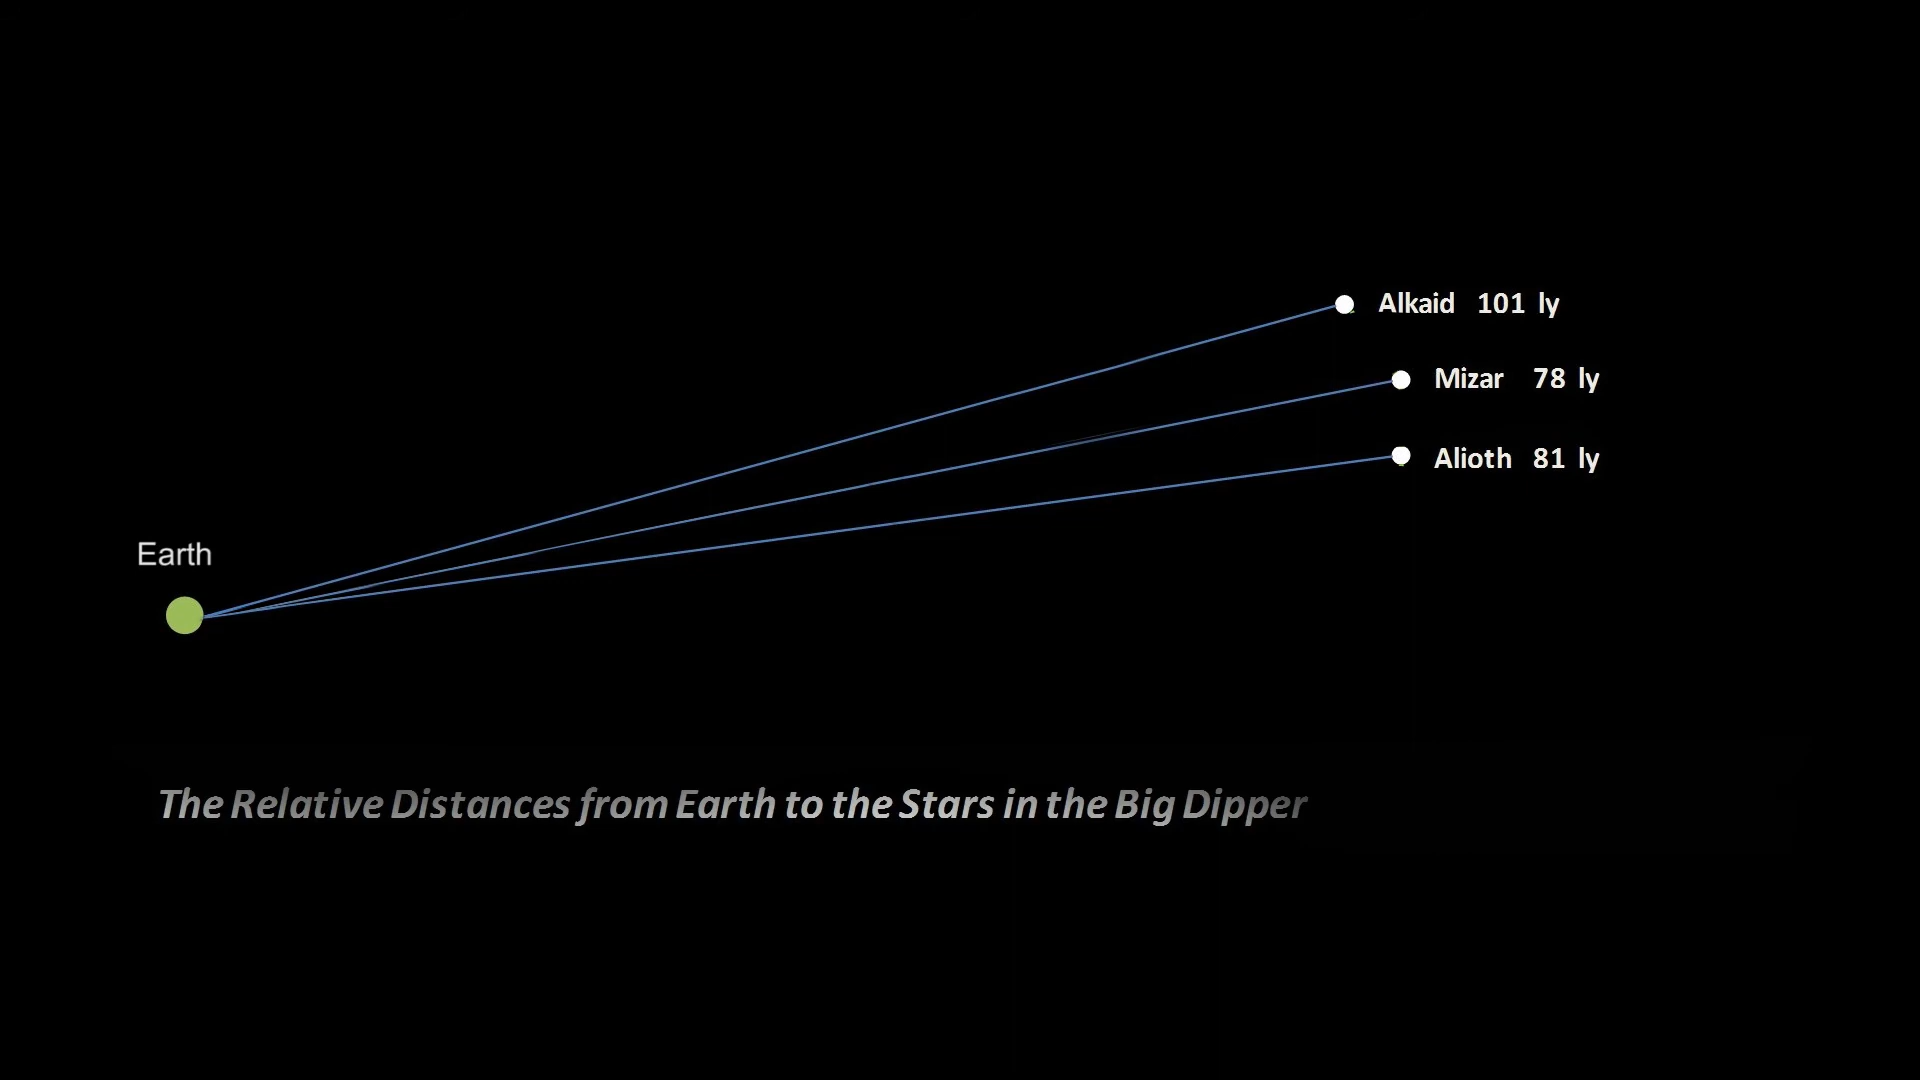 Alkaid 101 ly
Mizar 78 ly
Alioth 81 ly
Earth
The Relative Distances from Earth to the Stars in the Big Dipper